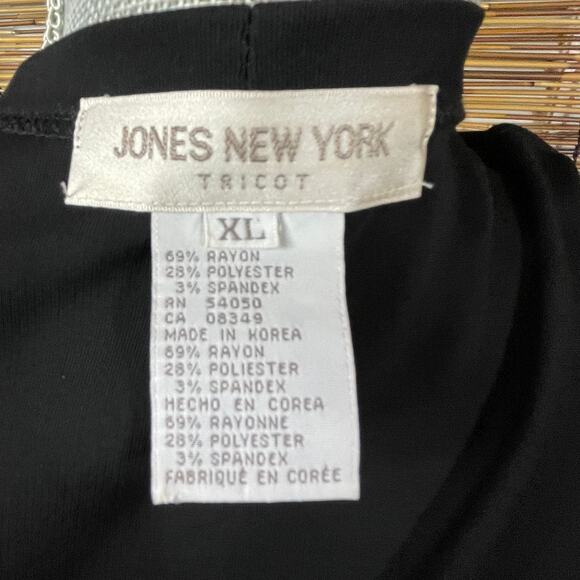 JONES NEW YORK
TRICOT
XL
69% RAYON
28% POLYESTER
3% SPANDEX
RN 54050
CA 08349
MADE IN KOREA
69% RAYON
28% POLIESTER
3% SPANDEX
HECHO EN COREA
69% RAYONNE
28% POLYESTER
3% SPANDEX
FABRIQUÉ EN CORÉE